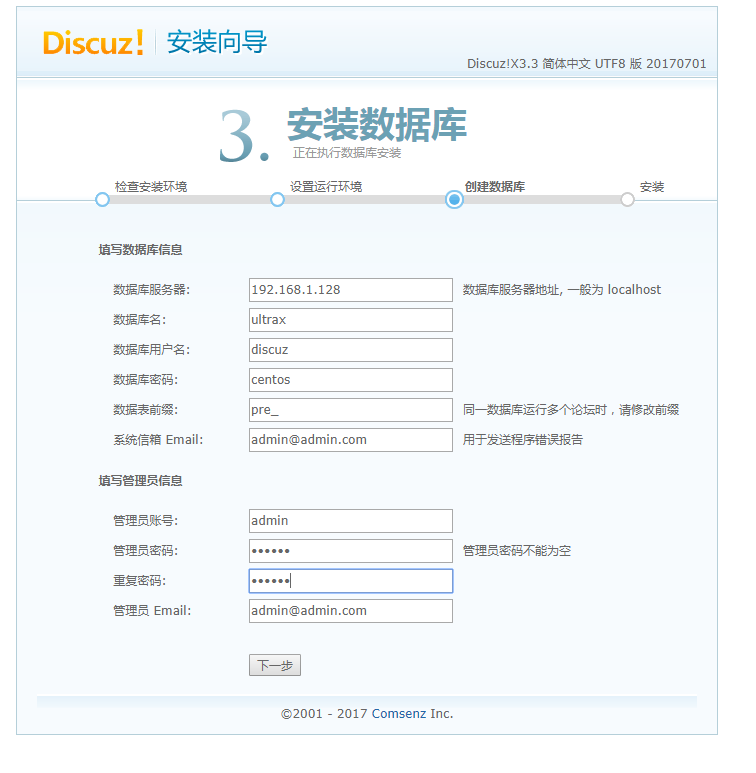 Discuz! 安装向导
Discuz!X3.3 简体中文 UTF8 版 20170701
3. 安装数据库
正在执行数据库安装
检查安装环境 设置运行环境 创建数据库 安装
填写数据库信息
数据库服务器: 192.168.1.128 数据库服务器地址, 一般为 localhost
数据库名: ultrax
数据库用户名: discuz
数据库密码: centos
数据表前缀: pre_ 同一数据库运行多个论坛时，请修改前缀
系统信箱 Email: admin@admin.com 用于发送程序错误报告
填写管理员信息
管理员账号: admin
管理员密码: •••••• 管理员密码不能为空
重复密码: ••••••
管理员 Email: admin@admin.com
下一步
©2001 - 2017 Comsenz Inc.